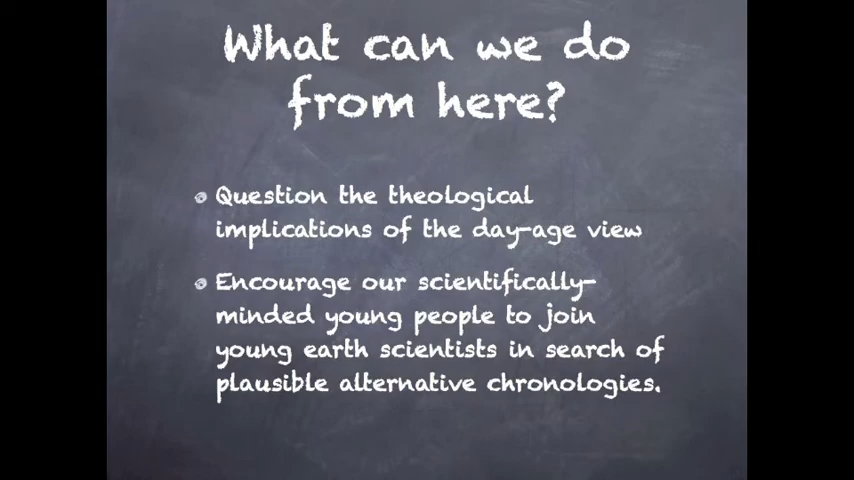 What can we do
from here?
Question the theological
implications of the day-age view
Encourage our scientifically-
minded young people to join
young earth scientists in search of
plausible alternative chronologies.